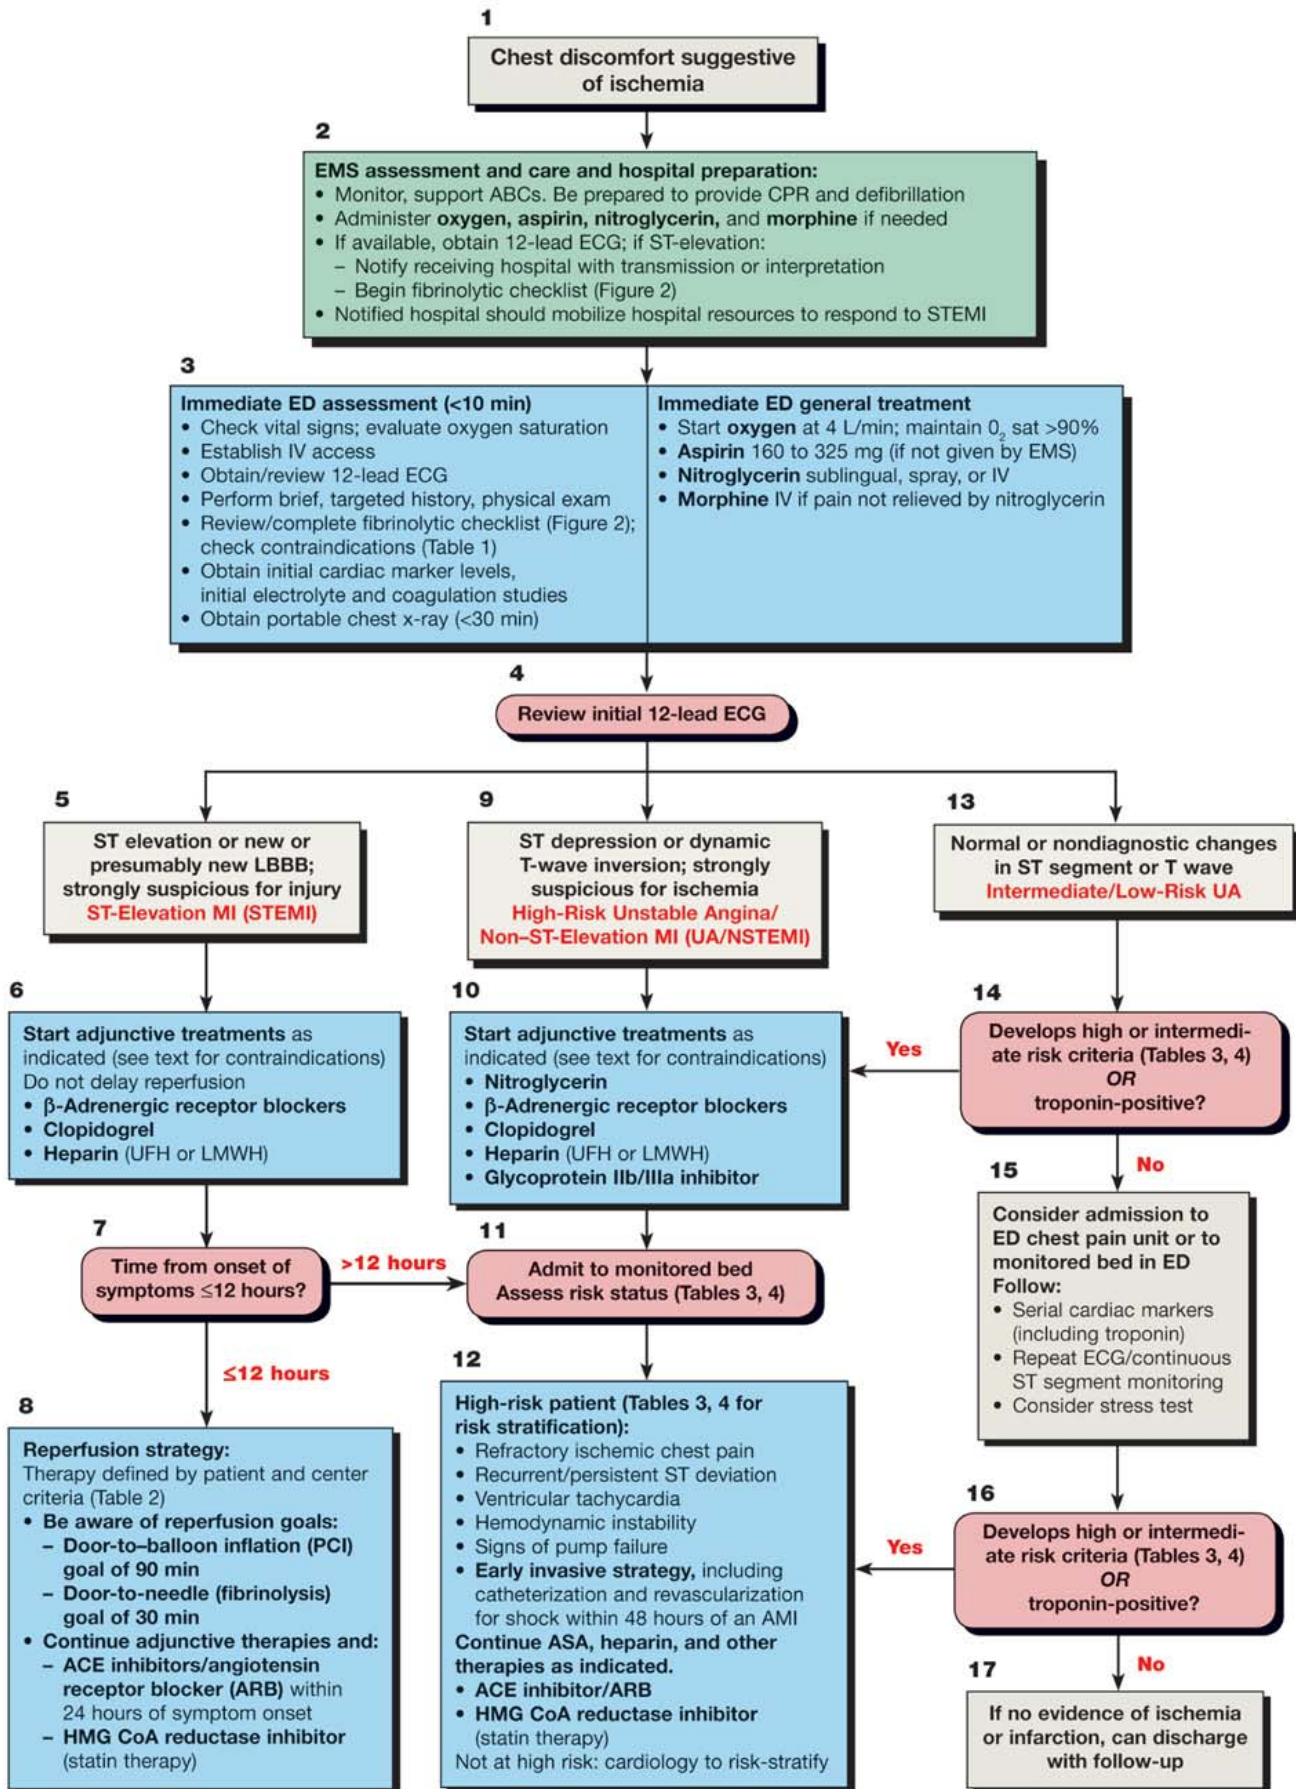 1
Chest discomfort suggestive
of ischemia
2
EMS assessment and care and hospital preparation:
• Monitor, support ABCs. Be prepared to provide CPR and defibrillation
• Administer oxygen, aspirin, nitroglycerin, and morphine if needed
• If available, obtain 12-lead ECG; if ST-elevation:
– Notify receiving hospital with transmission or interpretation
– Begin fibrinolytic checklist (Figure 2)
• Notified hospital should mobilize hospital resources to respond to STEMI
3
Immediate ED assessment (<10 min)
• Check vital signs; evaluate oxygen saturation
• Establish IV access
• Obtain/review 12-lead ECG
• Perform brief, targeted history, physical exam
• Review/complete fibrinolytic checklist (Figure 2);
check contraindications (Table 1)
• Obtain initial cardiac marker levels,
initial electrolyte and coagulation studies
• Obtain portable chest x-ray (<30 min)
Immediate ED general treatment
• Start oxygen at 4 L/min; maintain 0₂ sat >90%
• Aspirin 160 to 325 mg (if not given by EMS)
• Nitroglycerin sublingual, spray, or IV
• Morphine IV if pain not relieved by nitroglycerin
4
Review initial 12-lead ECG
5
ST elevation or new or
presumably new LBBB;
strongly suspicious for injury
ST-Elevation MI (STEMI)
9
ST depression or dynamic
T-wave inversion; strongly
suspicious for ischemia
High-Risk Unstable Angina/
Non–ST-Elevation MI (UA/NSTEMI)
13
Normal or nondiagnostic changes
in ST segment or T wave
Intermediate/Low-Risk UA
6
Start adjunctive treatments as
indicated (see text for contraindications)
Do not delay reperfusion
• β-Adrenergic receptor blockers
• Clopidogrel
• Heparin (UFH or LMWH)
10
Start adjunctive treatments as
indicated (see text for contraindications)
• Nitroglycerin
• β-Adrenergic receptor blockers
• Clopidogrel
• Heparin (UFH or LMWH)
• Glycoprotein IIb/IIIa inhibitor
Yes
14
Develops high or intermedi-
ate risk criteria (Tables 3, 4)
OR
troponin-positive?
No
7
Time from onset of
symptoms ≤12 hours?
>12 hours
≤12 hours
11
Admit to monitored bed
Assess risk status (Tables 3, 4)
15
Consider admission to
ED chest pain unit or to
monitored bed in ED
Follow:
• Serial cardiac markers
(including troponin)
• Repeat ECG/continuous
ST segment monitoring
• Consider stress test
8
Reperfusion strategy:
Therapy defined by patient and center
criteria (Table 2)
• Be aware of reperfusion goals:
– Door-to–balloon inflation (PCI)
goal of 90 min
– Door-to-needle (fibrinolysis)
goal of 30 min
• Continue adjunctive therapies and:
– ACE inhibitors/angiotensin
receptor blocker (ARB) within
24 hours of symptom onset
– HMG CoA reductase inhibitor
(statin therapy)
12
High-risk patient (Tables 3, 4 for
risk stratification):
• Refractory ischemic chest pain
• Recurrent/persistent ST deviation
• Ventricular tachycardia
• Hemodynamic instability
• Signs of pump failure
• Early invasive strategy, including
catheterization and revascularization
for shock within 48 hours of an AMI
Continue ASA, heparin, and other
therapies as indicated.
• ACE inhibitor/ARB
• HMG CoA reductase inhibitor
(statin therapy)
Not at high risk: cardiology to risk-stratify
Yes
16
Develops high or intermedi-
ate risk criteria (Tables 3, 4)
OR
troponin-positive?
No
17
If no evidence of ischemia
or infarction, can discharge
with follow-up